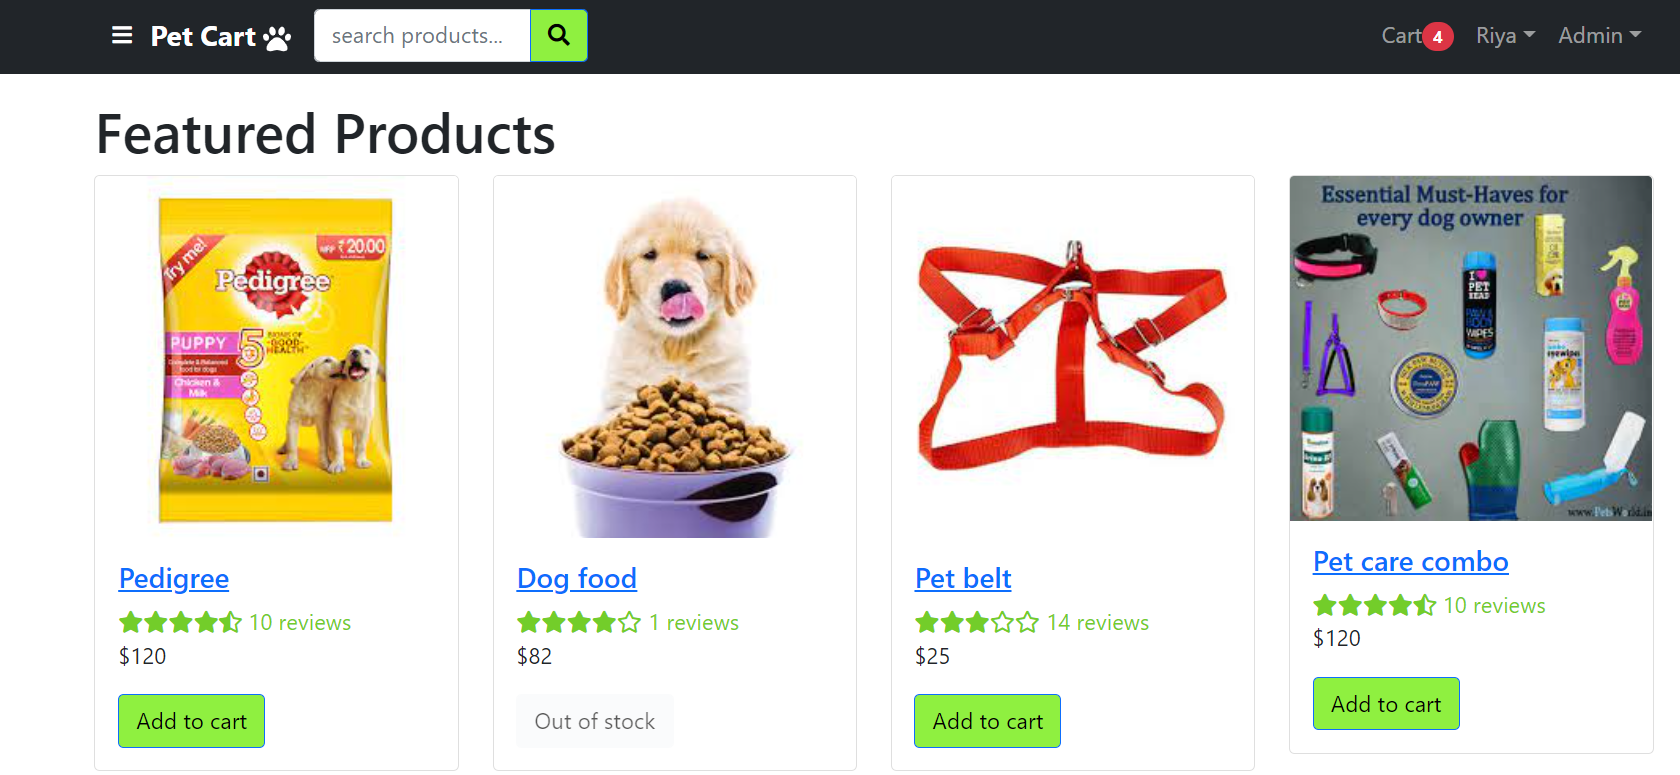 Pet Cart
search products...
Cart 4
Riya
Admin
Featured Products
Try me!
MRP ₹ 20.00
Pedigree
PUPPY
5 SIGNS OF
GOOD
HEALTH
Complete & Balanced
food for dogs
Chicken &
Milk
Pedigree
10 reviews
$120
Add to cart
Dog food
1 reviews
$82
Out of stock
Pet belt
14 reviews
$25
Add to cart
Essential Must-Haves for
every dog owner
I
PET
HEAD
PAW &
BODY
WIPES
eyewipes
www.PetsWorld.in
Pet care combo
10 reviews
$120
Add to cart